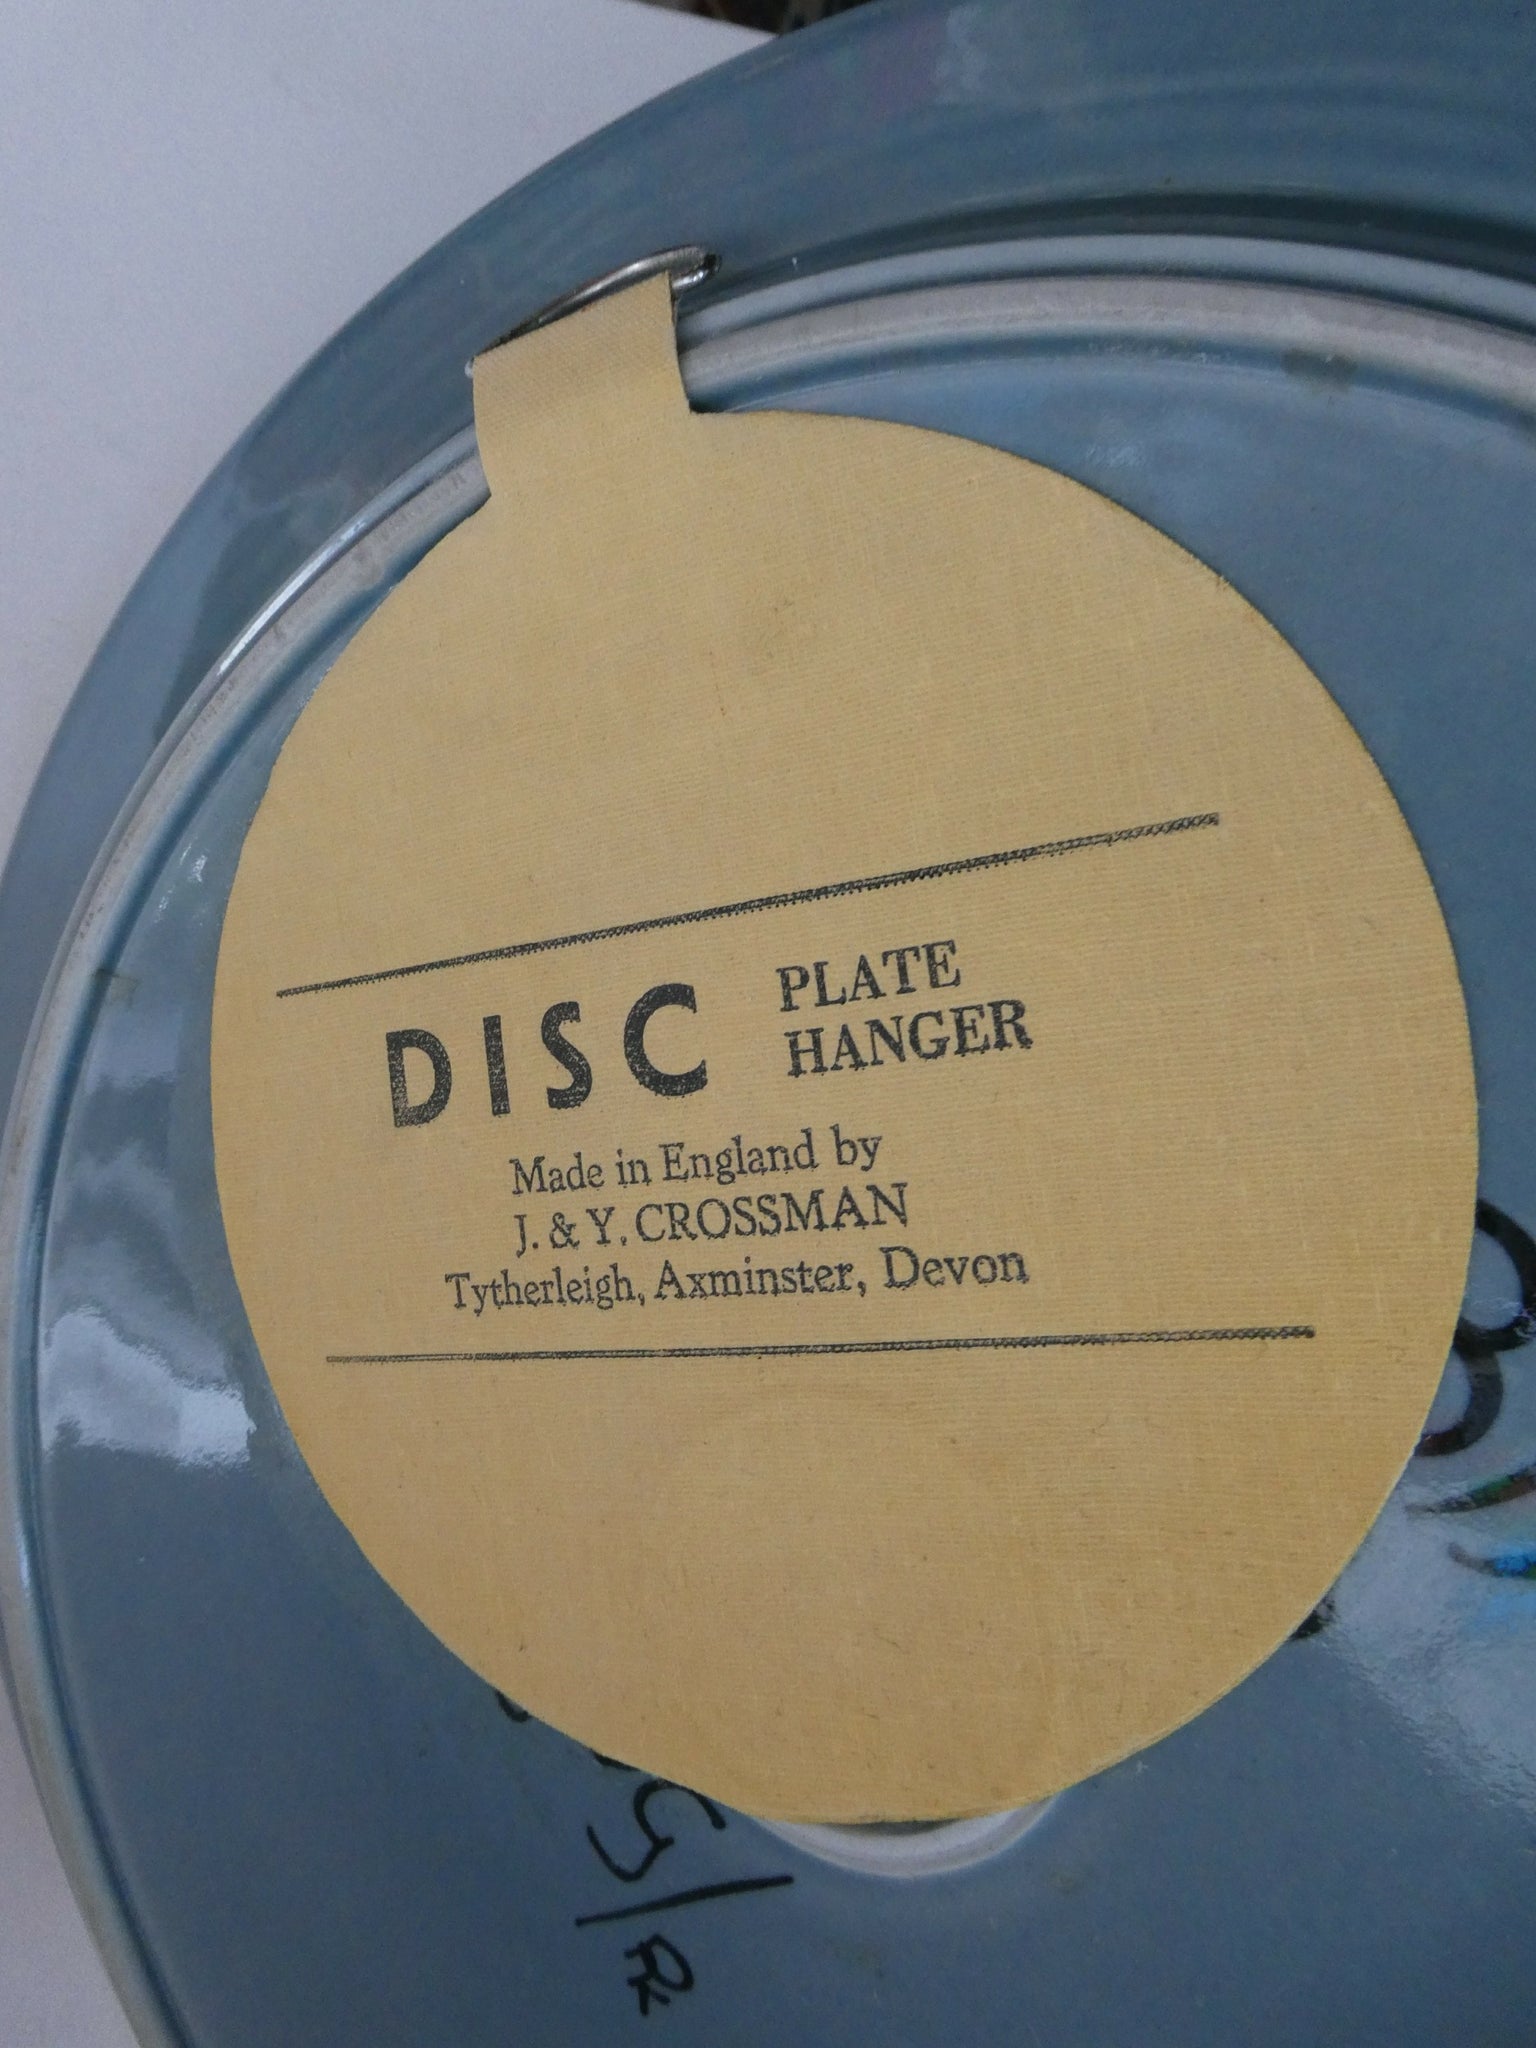 DISC PLATE
HANGER
Made in England by
J. & Y. CROSSMAN
Tytherleigh, Axminster, Devon